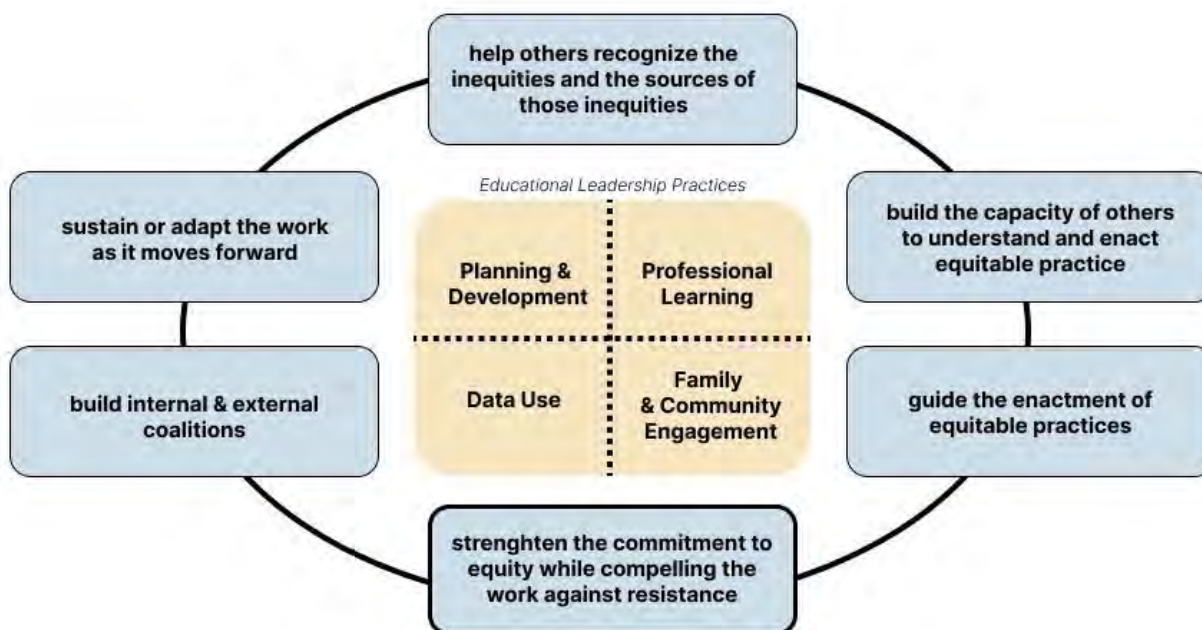 help others recognize the
inequities and the sources of
those inequities
sustain or adapt the work
as it moves forward
Educational Leadership Practices
build the capacity of others
to understand and enact
equitable practice
Planning &
Development
Professional
Learning
build internal & external
coalitions
Data Use
Family
& Community
Engagement
guide the enactment of
equitable practices
strenghten the commitment to
equity while compelling the
work against resistance